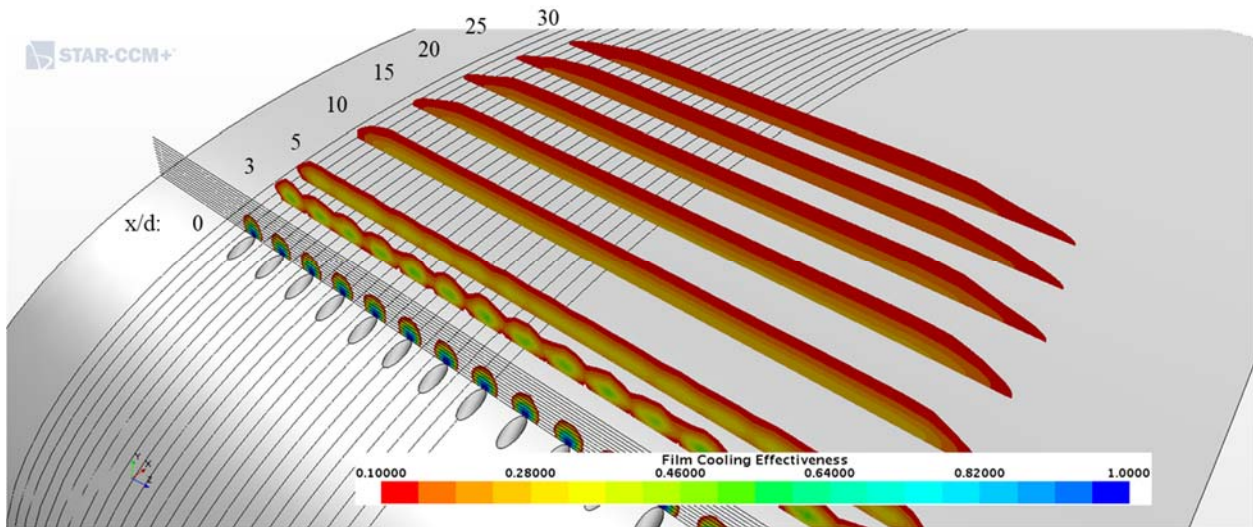 STAR-CCM+
x/d: 0 3 5 10 15 20 25 30
Film Cooling Effectiveness
0.10000 0.28000 0.46000 0.64000 0.82000 1.0000
Y
X
Z